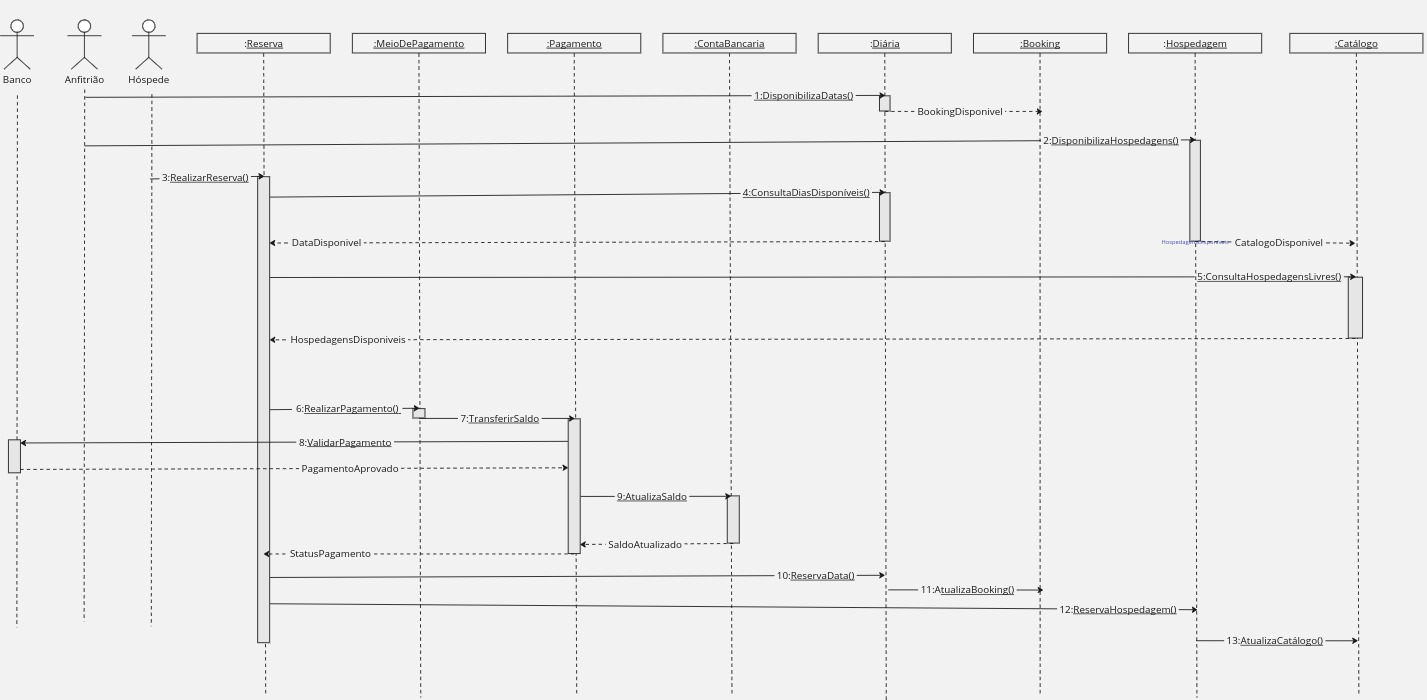 :Reserva
:MeioDePagamento
:Pagamento
:ContaBancaria
:Diária
:Booking
:Hospedagem
:Catálogo
Banco
Anfitrião
Hóspede
1:DisponibilizaDatas()
BookingDisponivel
2:DisponibilizaHospedagens()
3:RealizarReserva()
4:ConsultaDiasDisponíveis()
DataDisponivel
CatalogoDisponivel
5:ConsultaHospedagensLivres()
HospedagensDisponiveis
6:RealizarPagamento()
7:TransferirSaldo
8:ValidarPagamento
PagamentoAprovado
9:AtualizaSaldo
SaldoAtualizado
StatusPagamento
10:ReservaData()
11:AtualizaBooking()
12:ReservaHospedagem()
13:AtualizaCatálogo()